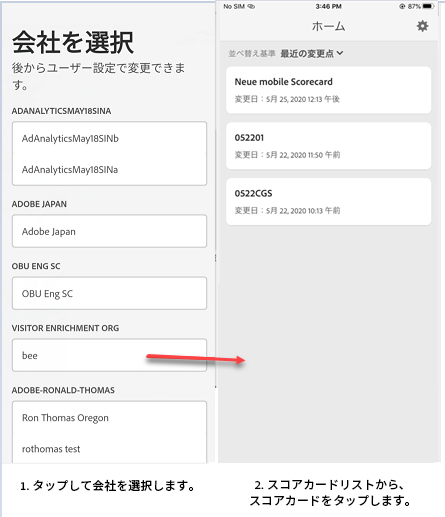 会社を選択
後からユーザー設定で変更できま
す。
ADANALYTICSMAY18SINA
AdAnalyticsMay18SINb
AdAnalyticsMay18SINa
ADOBE JAPAN
Adobe Japan
OBU ENG SC
OBU Eng SC
VISITOR ENRICHMENT ORG
bee
ADOBE-RONALD-THOMAS
Ron Thomas Oregon
rothomas test
1. タップして会社を選択します。
No SIM 3:46 PM 87%
ホーム
並べ替え基準 最近の変更点
Neue mobile Scorecard
変更日：5月 25, 2020 12:13 午後
052201
変更日：5月 22, 2020 11:50 午前
0522CGS
変更日：5月 22, 2020 10:13 午前
2. スコアカードリストから、
スコアカードをタップします。